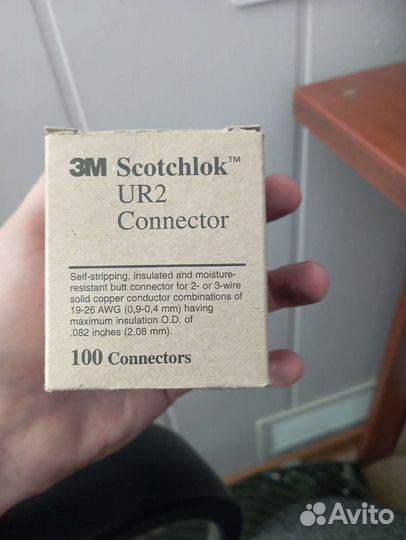 3M Scotchlok™
UR2
Connector
Self-stripping, insulated and moisture-
resistant butt connector for 2- or 3-wire
solid copper conductor combinations of
19-26 AWG (0,9-0,4 mm) having
maximum insulation O.D. of
.082 inches (2,08 mm).
100 Connectors
Avito